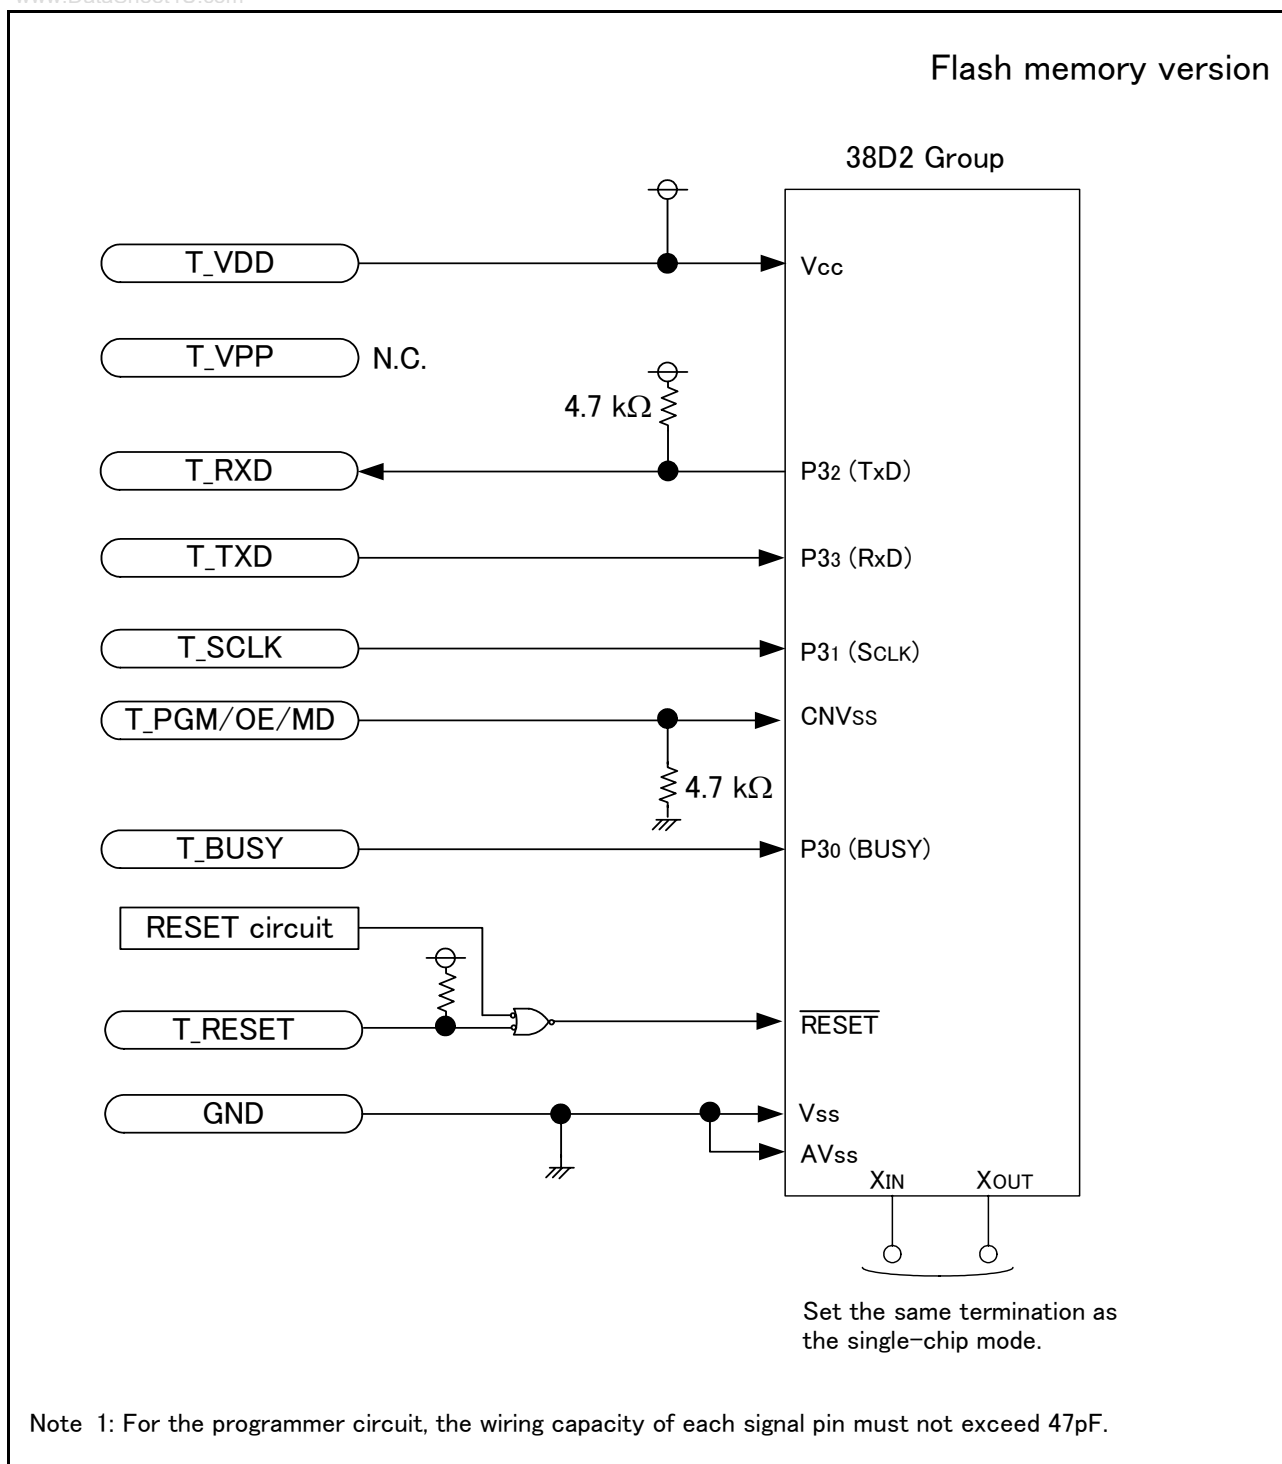 Flash memory version
38D2 Group
T_VDD
Vcc
T_VPP N.C.
4.7 kΩ
T_RXD
P32 (TxD)
T_TXD
P33 (RxD)
T_SCLK
P31 (SCLK)
T_PGM/OE/MD
CNVss
4.7 kΩ
T_BUSY
P30 (BUSY)
RESET circuit
T_RESET
RESET
GND
Vss
AVss
XIN XOUT
Set the same termination as
the single-chip mode.
Note 1: For the programmer circuit, the wiring capacity of each signal pin must not exceed 47pF.